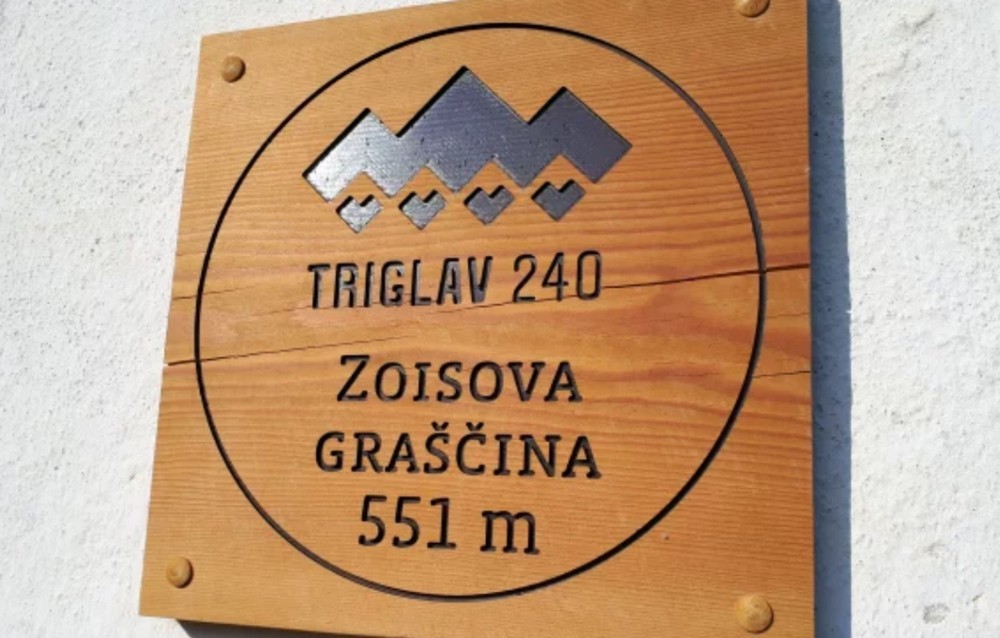 TRIGLAV 240
ZOISOVA
GRAŠČINA
551 m